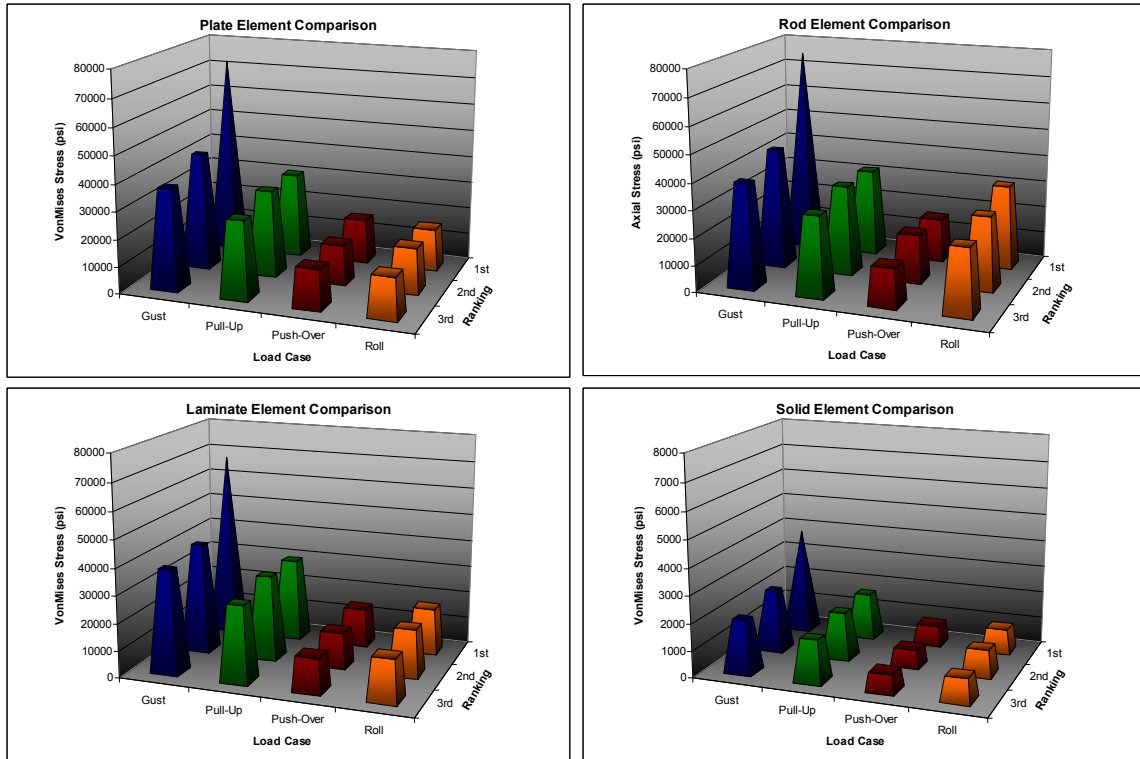 Plate Element Comparison
80000
70000
60000
50000
40000
30000
20000
10000
0
VonMises Stress (psi)
Gust
Pull-Up
Push-Over
Roll
Load Case
1st
2nd
3rd
Ranking
Rod Element Comparison
80000
70000
60000
50000
40000
30000
20000
10000
0
Axial Stress (psi)
Gust
Pull-Up
Push-Over
Roll
Load Case
1st
2nd
3rd
Ranking
Laminate Element Comparison
80000
70000
60000
50000
40000
30000
20000
10000
0
VonMises Stress (psi)
Gust
Pull-Up
Push-Over
Roll
Load Case
1st
2nd
3rd
Ranking
Solid Element Comparison
8000
7000
6000
5000
4000
3000
2000
1000
0
VonMises Stress (psi)
Gust
Pull-Up
Push-Over
Roll
Load Case
1st
2nd
3rd
Ranking